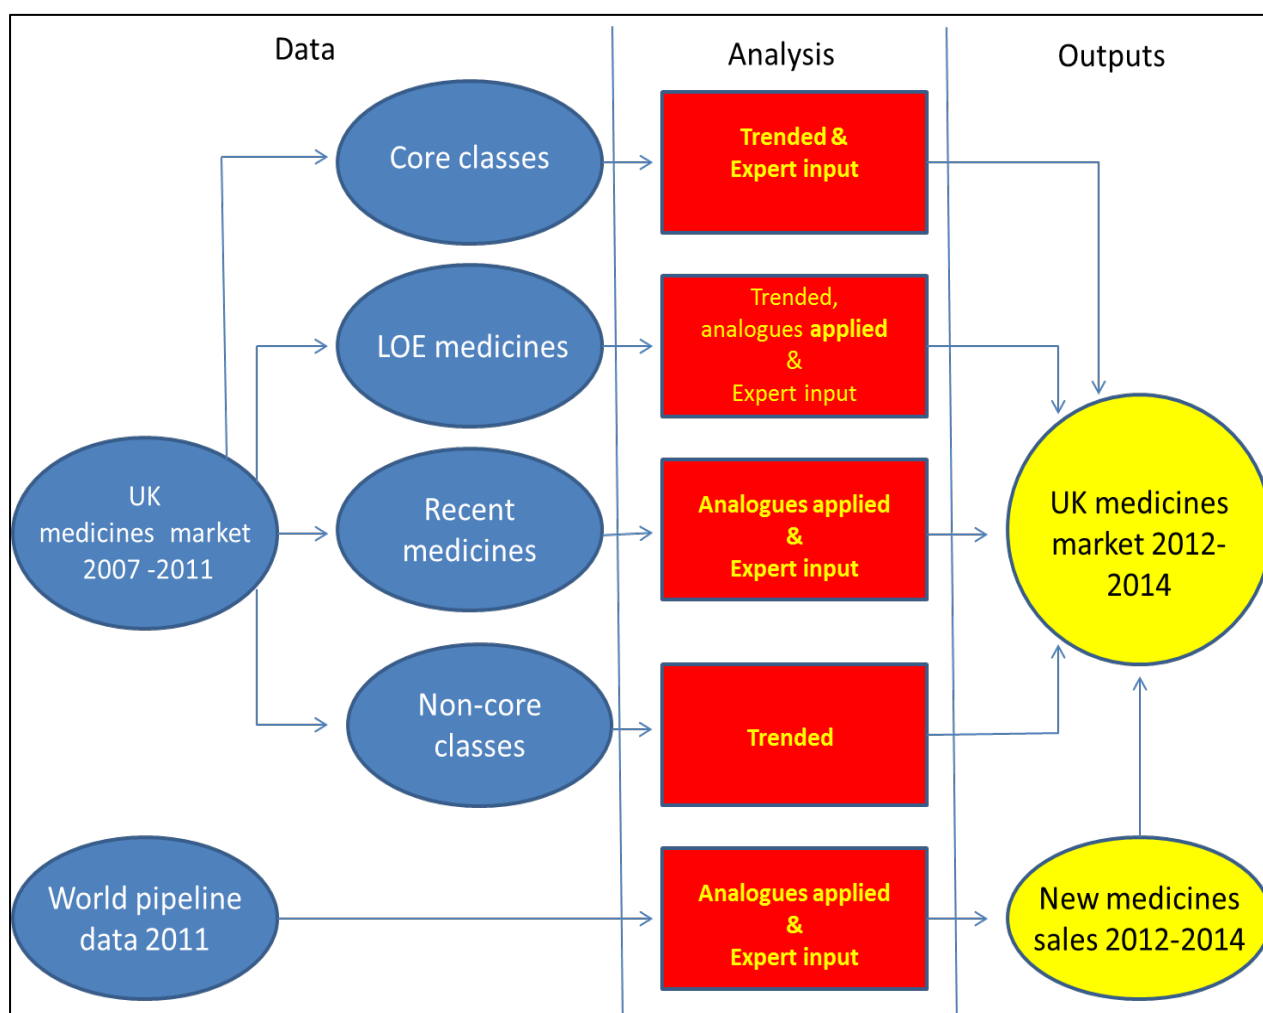 Data
Analysis
Outputs
Core classes
Trended &
Expert input
LOE medicines
Trended,
analogues applied
&
Expert input
UK
medicines market
2007 -2011
Recent
medicines
Analogues applied
&
Expert input
UK medicines
market 2012-
2014
Non-core
classes
Trended
World pipeline
data 2011
Analogues applied
&
Expert input
New medicines
sales 2012-2014